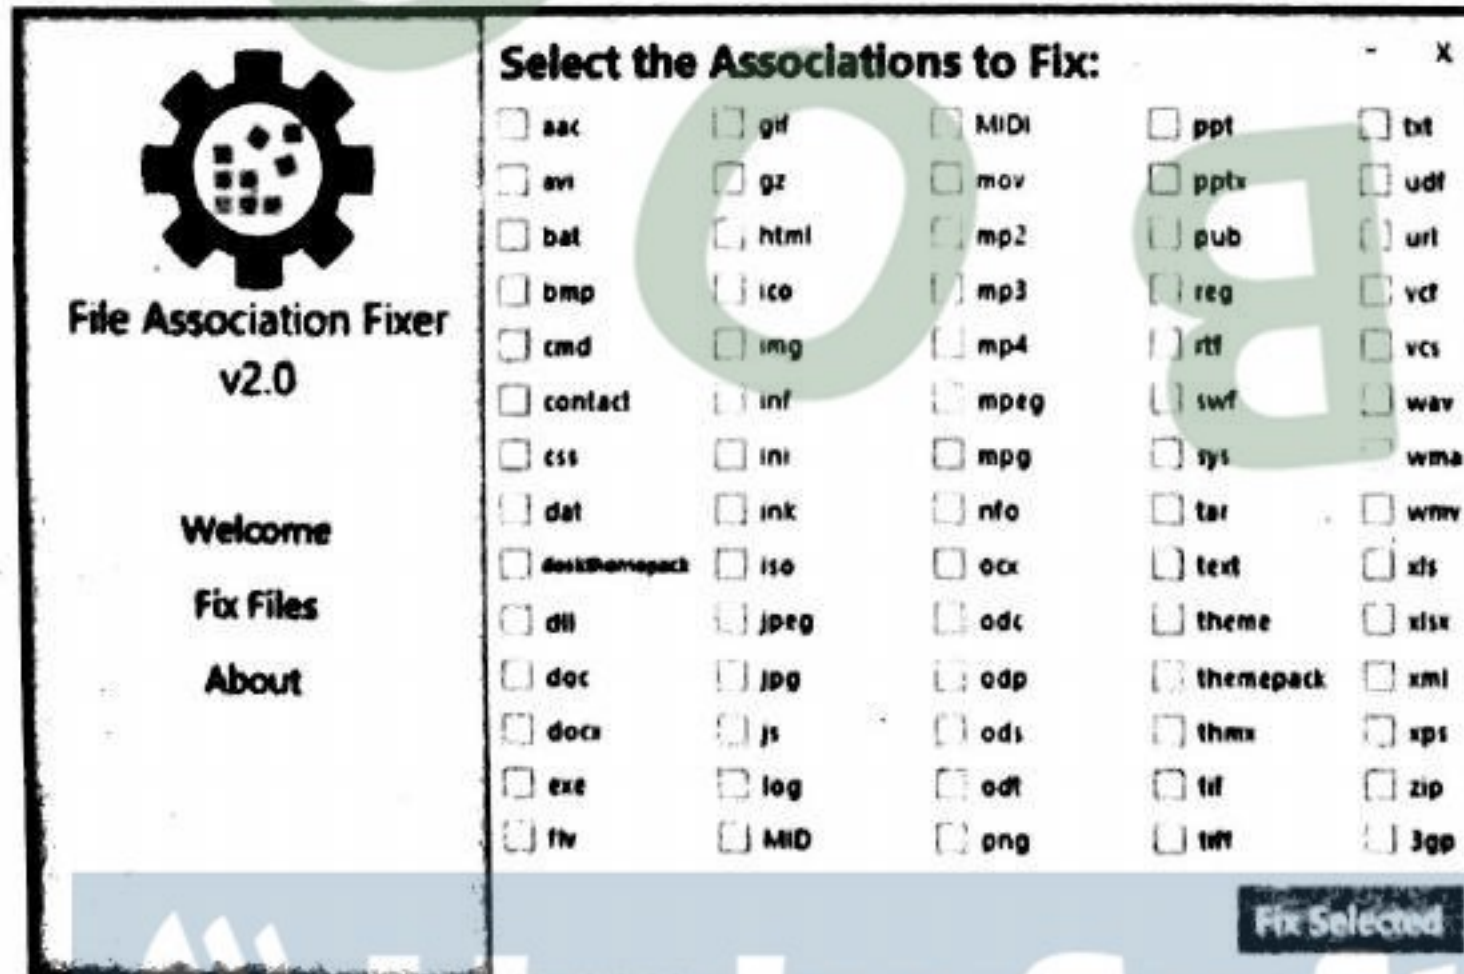 Select the Associations to Fix:
- X
File Association Fixer
v2.0
Welcome
Fix Files
About
aac gif MIDI ppt txt
avi gz mov pptx udf
bat html mp2 pub url
bmp ico mp3 reg vcf
cmd img mp4 rtf vcs
contact inf mpeg swf wav
css ini mpg sys wma
dat ink nfo tar wmv
deskthemepack iso ocx text xls
dll jpeg odc theme xlsx
doc jpg odp themepack xml
docx js ods thmx xps
exe log odt tif zip
flv MID png tiff 3gp
Fix Selected
O
B